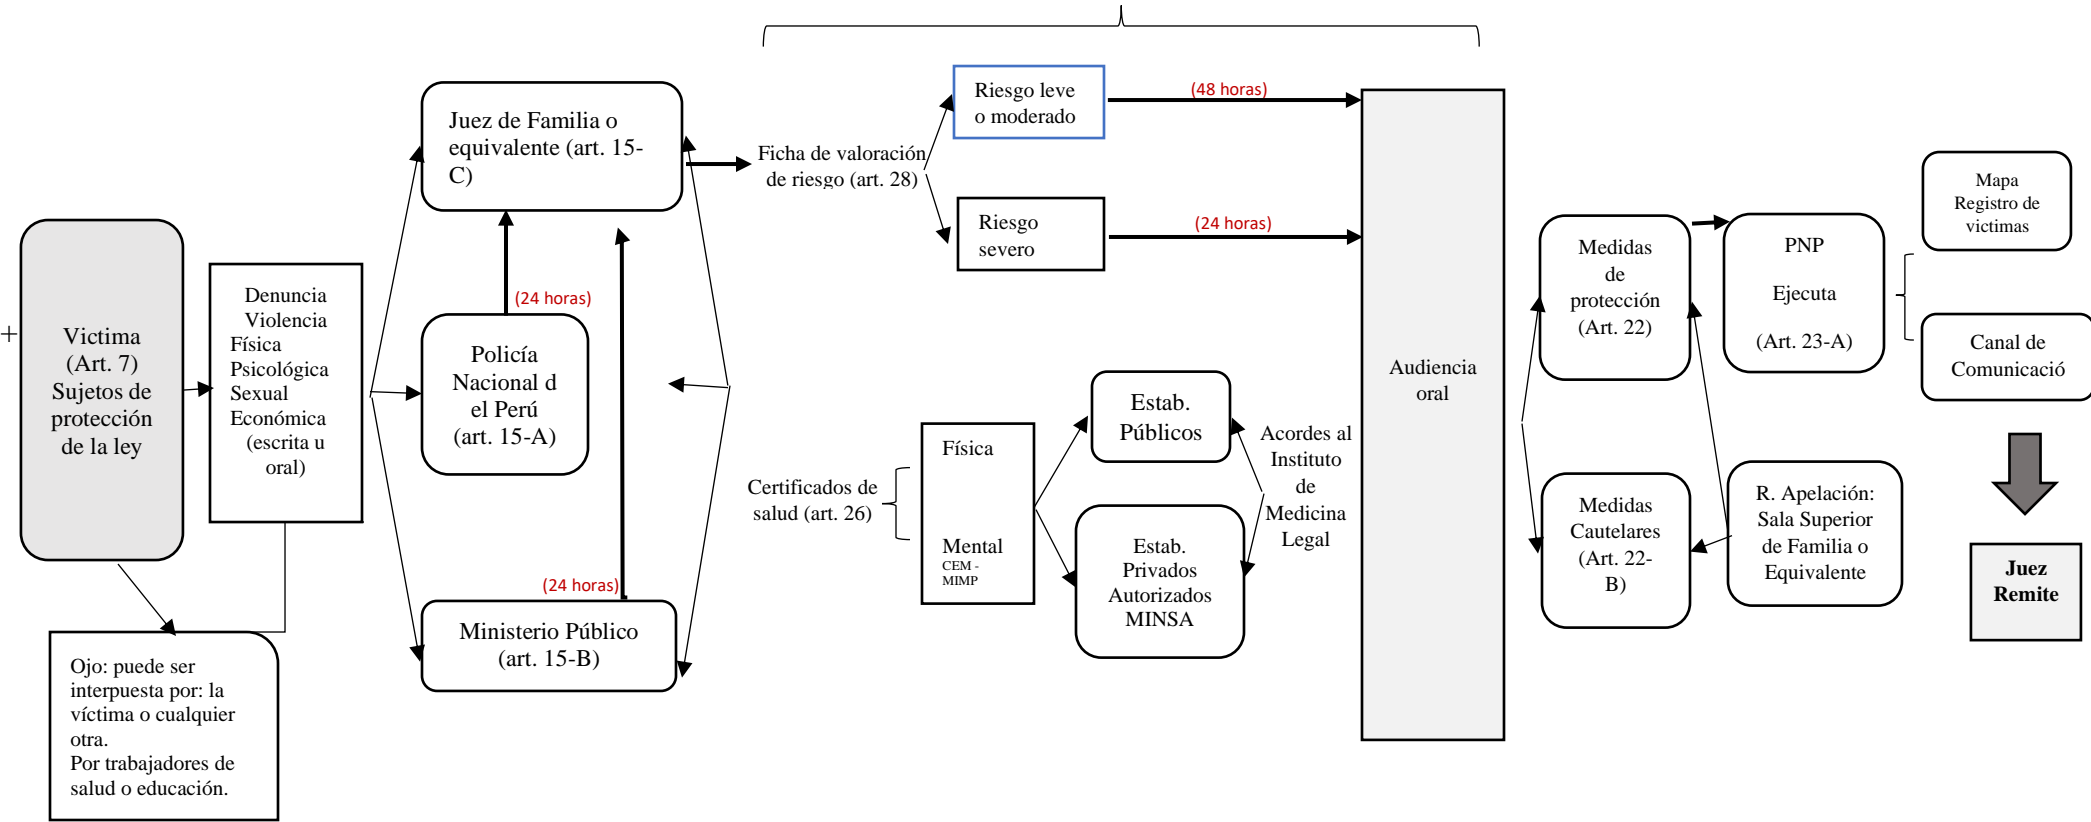 +
Victima
(Art. 7)
Sujetos de
protección
de la ley
Denuncia
Violencia
Física
Psicológica
Sexual
Económica
(escrita u
oral)
Ojo: puede ser
interpuesta por: la
víctima o cualquier
otra.
Por trabajadores de
salud o educación.
Juez de Familia o
equivalente (art. 15-
C)
(24 horas)
Policía
Nacional d
el Perú
(art. 15-A)
(24 horas)
Ministerio Público
(art. 15-B)
Ficha de valoración
de riesgo (art. 28)
Riesgo leve
o moderado
(48 horas)
Riesgo
severo
(24 horas)
Certificados de
salud (art. 26)
Física
Mental
CEM -
MIMP
Estab.
Públicos
Estab.
Privados
Autorizados
MINSA
Acordes al
Instituto
de
Medicina
Legal
Audiencia
oral
Medidas
de
protección
(Art. 22)
Medidas
Cautelares
(Art. 22-
B)
PNP
Ejecuta
(Art. 23-A)
R. Apelación:
Sala Superior
de Familia o
Equivalente
Mapa
Registro de
victimas
Canal de
Comunicació
Juez
Remite